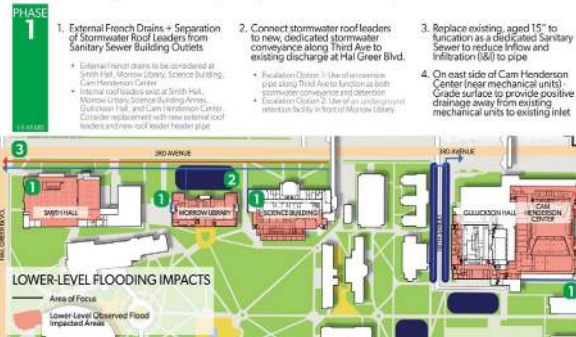 PHASE
1
1-2 YEARS
1. External French Drains + Separation
of Stormwater Roof Leaders from
Sanitary Sewer Building Outlets
• External French drains to be considered at
Smith Hall, Morrow Library, Science Building,
Cam Henderson Center
• Internal roof leaders exist at Smith Hall,
Morrow Library, Science Building Annex,
Gullickson Hall, and Cam Henderson Center.
Consider replacement with new external roof
leaders and new roof leader header pipe
2. Connect stormwater roof leaders
to new, dedicated stormwater
conveyance along Third Ave to
existing discharge at Hal Greer Blvd.
• Escalation Option 1: Use of an oversize
pipe along Third Ave to function as both
stormwater conveyance and detention
• Escalation Option 2: Use of an underground
retention facility in front of Morrow Library
3. Replace existing, aged 15" to
funcation as a dedicated Sanitary
Sewer to reduce Inflow and
Infiltration (I&I) to pipe
4. On east side of Cam Henderson
Center (near mechanical units) -
Grade surface to provide positive
drainage away from existing
mechanical units to existing inlet
3
3RD AVENUE
3RD AVENUE
2
1
1
1
SMITH HALL
MORROW LIBRARY
SCIENCE BUILDING
GULLICKSON HALL
CAM
HENDERSON
CENTER
HAL GREER BLVD.
1
LOWER-LEVEL FLOODING IMPACTS
Area of Focus
Lower-Level Observed Flood
Impacted Areas